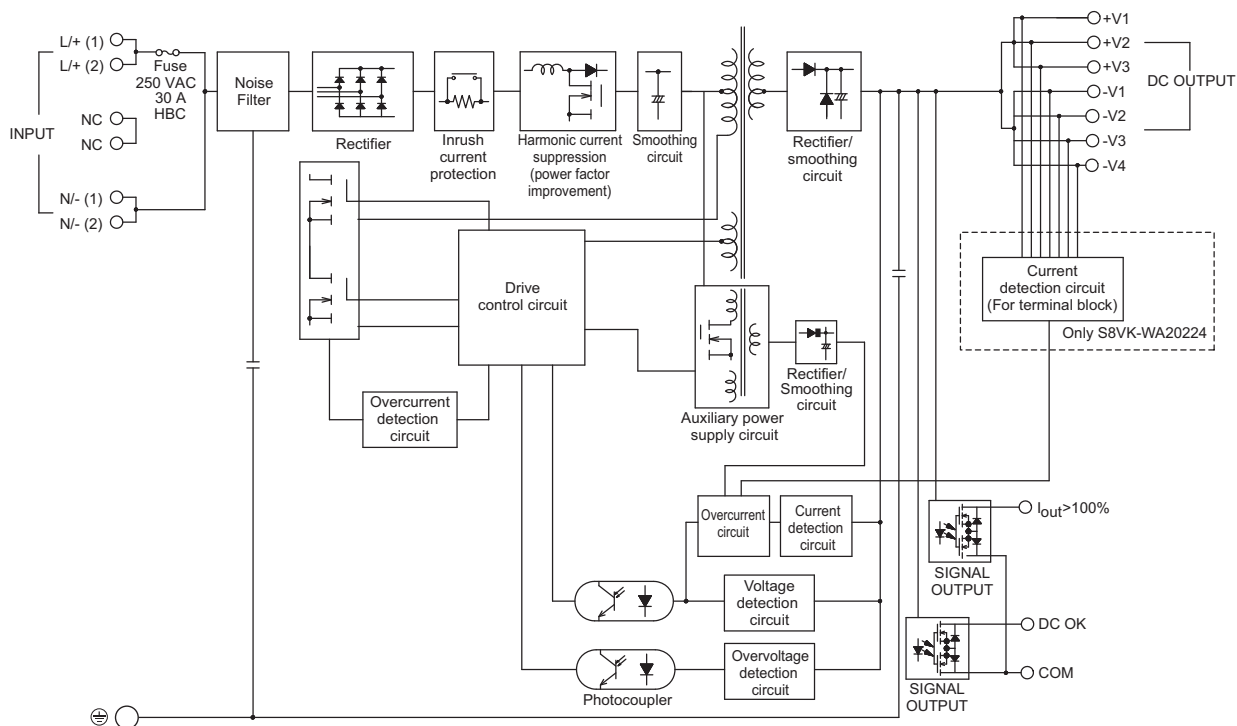 INPUT
L/+ (1)
L/+ (2)
NC
NC
N/- (1)
N/- (2)
Fuse
250 VAC
30 A
HBC
Noise
Filter
Rectifier
Inrush
current
protection
Harmonic current
suppression
(power factor
improvement)
Smoothing
circuit
Rectifier/
smoothing
circuit
+V1
+V2
+V3
-V1
-V2
-V3
-V4
DC OUTPUT
Current
detection circuit
(For terminal block)
Only S8VK-WA20224
Drive
control circuit
Overcurrent
detection
circuit
Auxiliary power
supply circuit
Rectifier/
Smoothing
circuit
Overcurrent
circuit
Current
detection
circuit
Voltage
detection
circuit
Overvoltage
detection
circuit
Photocoupler
Iout>100%
SIGNAL
OUTPUT
DC OK
COM
SIGNAL
OUTPUT